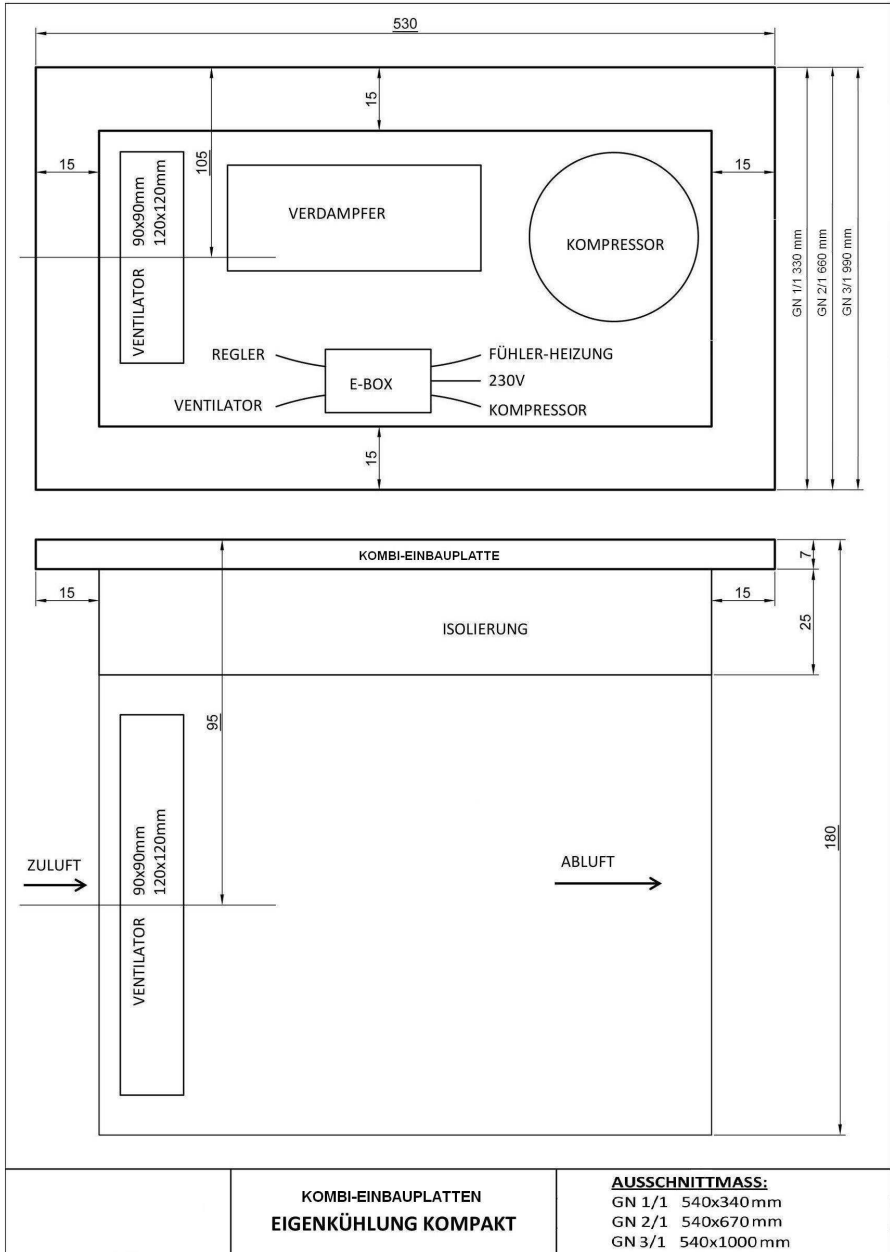 530
15
105
15
15
90x90mm
120x120mm
VENTILATOR
VERDAMPFER
KOMPRESSOR
GN 1/1 330 mm
GN 2/1 660 mm
GN 3/1 990 mm
REGLER
FÜHLER-HEIZUNG
E-BOX
230V
VENTILATOR
KOMPRESSOR
15
KOMBI-EINBAUPLATTE
7
15
15
ISOLIERUNG
25
95
90x90mm
120x120mm
VENTILATOR
180
ZULUFT
ABLUFT
KOMBI-EINBAUPLATTEN
EIGENKÜHLUNG KOMPAKT
AUSSCHNITTMASS:
GN 1/1 540x340mm
GN 2/1 540x670mm
GN 3/1 540x1000mm